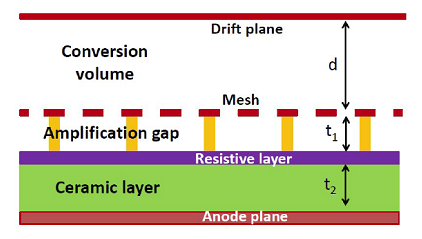 Drift plane
Conversion
volume
d
Mesh
Amplification gap
t1
Resistive layer
Ceramic layer
t2
Anode plane